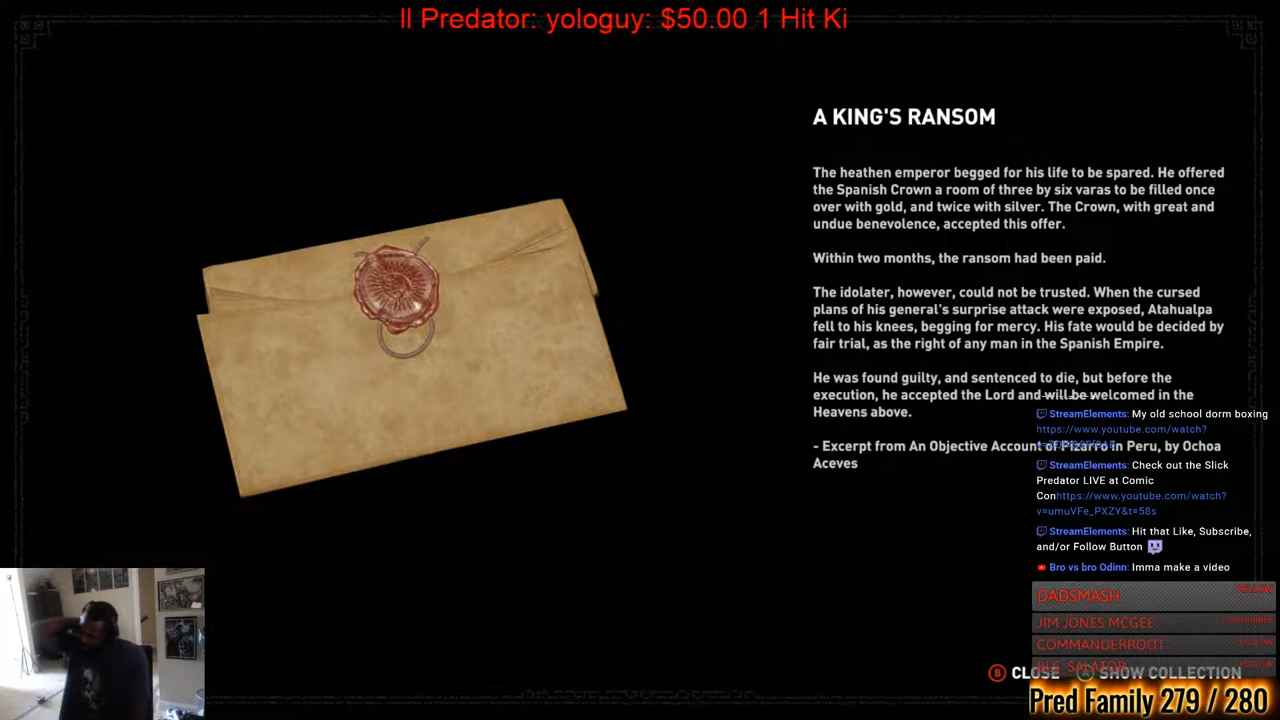 ll Predator: yologuy: $50.00 1 Hit Ki
A KING'S RANSOM
The heathen emperor begged for his life to be spared. He offered
the Spanish Crown a room of three by six varas to be filled once
over with gold, and twice with silver. The Crown, with great and
undue benevolence, accepted this offer.
Within two months, the ransom had been paid.
The idolater, however, could not be trusted. When the cursed
plans of his general's surprise attack were exposed, Atahualpa
fell to his knees, begging for mercy. His fate would be decided by
fair trial, as the right of any man in the Spanish Empire.
He was found guilty, and sentenced to die, but before the
execution, he accepted the Lord and will be welcomed in the
Heavens above.
- Excerpt from An Objective Account of Pizarro in Peru, by Ochoa
Aceves
StreamElements: My old school dorm boxing
https://www.youtube.com/watch?
StreamElements: Check out the Slick
Predator LIVE at Comic
Conhttps://www.youtube.com/watch?
v=umuVFe_PXZY&t=58s
StreamElements: Hit that Like, Subscribe,
and/or Follow Button
Bro vs bro Odinn: Imma make a video
DADSMASH FOLLOW
JIM JONES MCGEE
COMMANDERROCIT FOLLOW
FOLLOW
B CLOSE SHOW COLLECTION
Pred Family 279 / 280